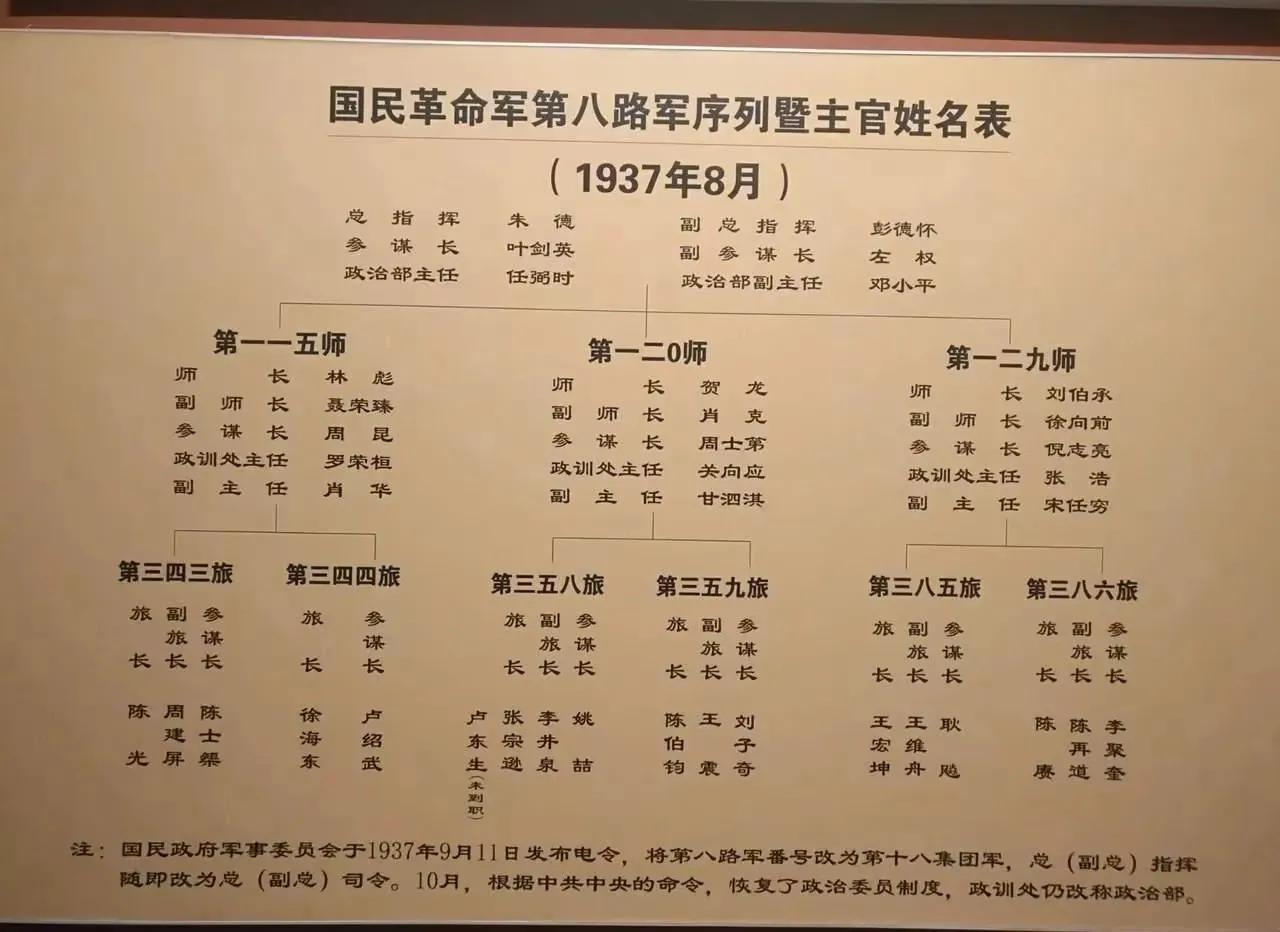 国民革命军第八路军序列暨主官姓名表
（1937年8月）
总指挥 朱德 副总指挥 彭德怀
参谋长 叶剑英 副参谋长 左权
政治部主任 任弼时 政治部副主任 邓小平
第一一五师
师长 林彪
副师长 聂荣臻
参谋长 周昆
政训处主任 罗荣桓
副主任 肖华
第一二0师
师长 贺龙
副师长 肖克
参谋长 周士第
政训处主任 关向应
副主任 甘泗淇
第一二九师
师长 刘伯承
副师长 徐向前
参谋长 倪志亮
政训处主任 张浩
副主任 宋任穷
第三四三旅
旅长 陈光
副旅长 周建屏
参谋长 陈士榘
第三四四旅
旅长 徐海东
参谋长 卢绍武
第三五八旅
旅长 卢东生（未到职）
张宗逊
副旅长 李井泉
参谋长 姚喆
第三五九旅
旅长 陈伯钧
副旅长 王震
参谋长 刘子奇
第三八五旅
旅长 王宏坤
副旅长 王维舟
参谋长 耿飚
第三八六旅
旅长 陈赓
副旅长 陈再道
参谋长 李聚奎
注：国民政府军事委员会于1937年9月11日发布电令，将第八路军番号改为第十八集团军，总（副总）指挥
随即改为总（副总）司令。10月，根据中共中央的命令，恢复了政治委员制度，政训处仍改称政治部。